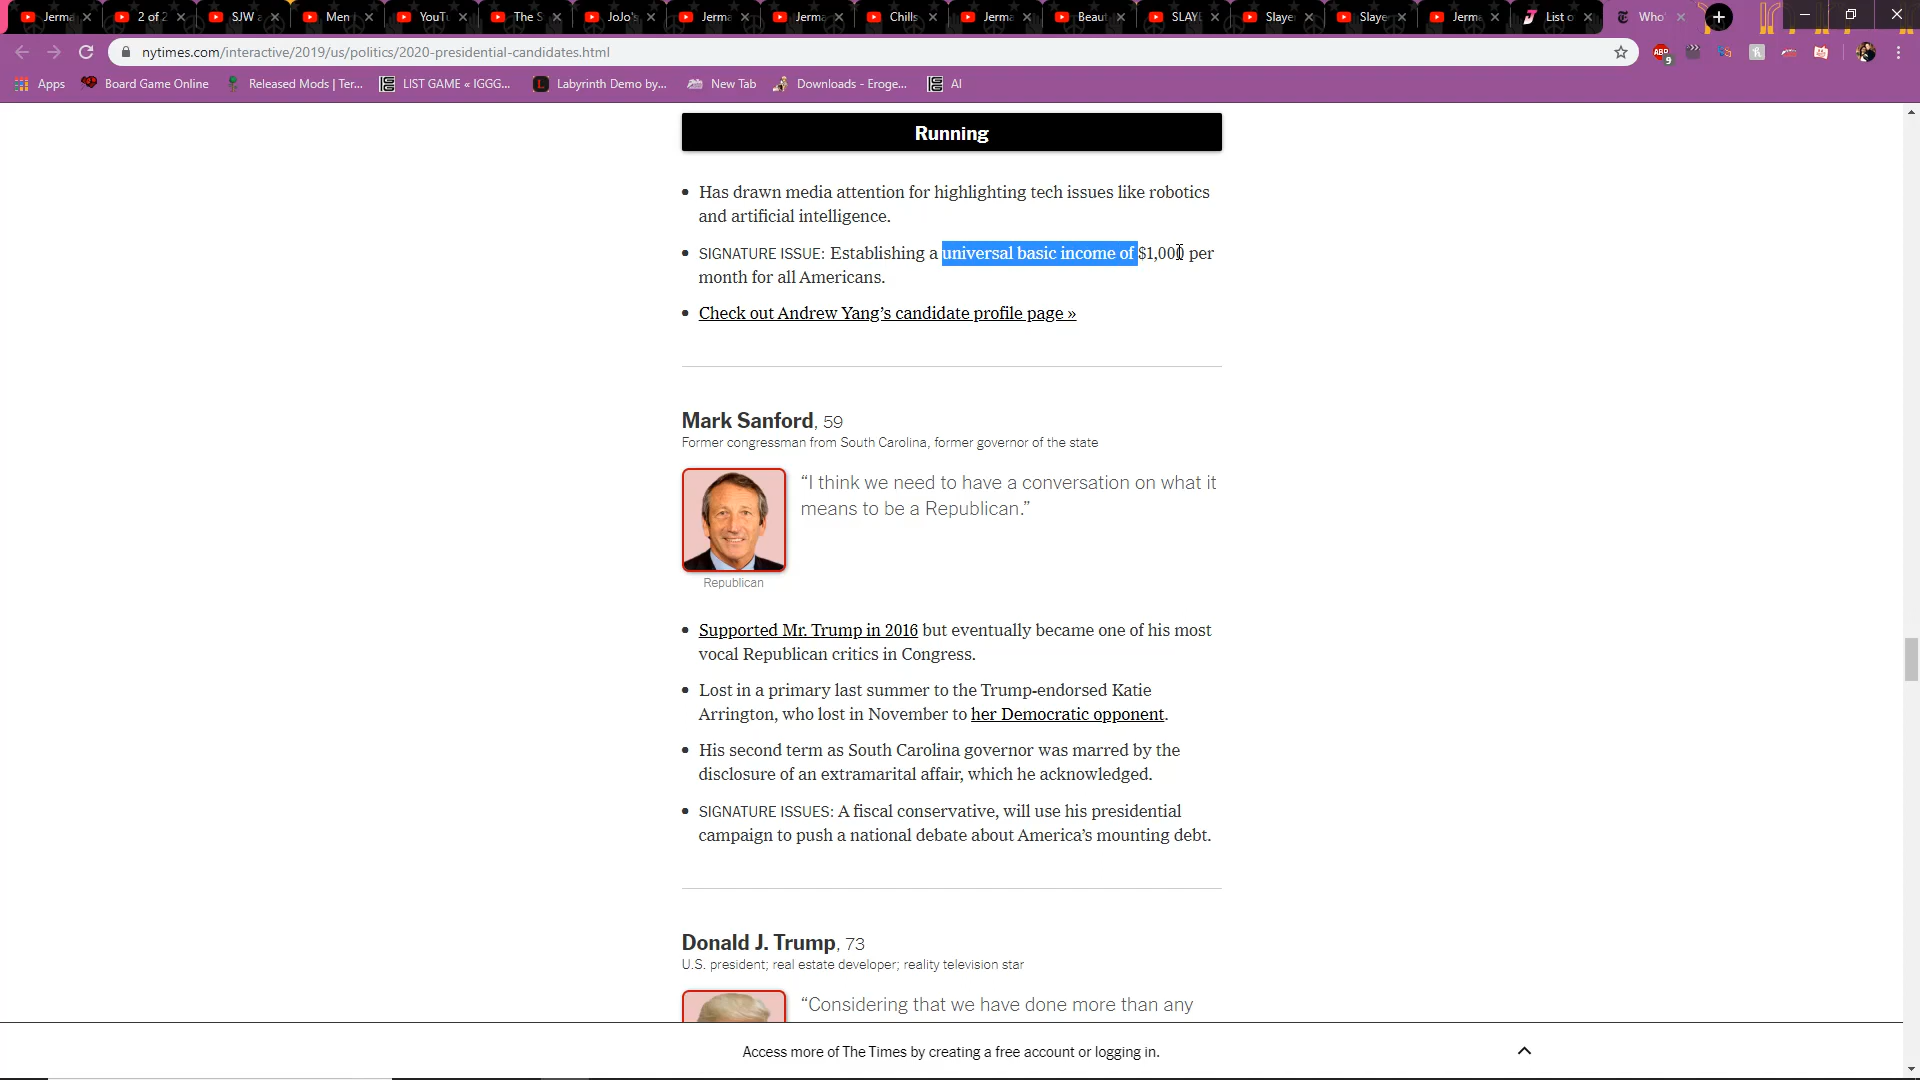 Jerma
2 of 2
SJW a
Men
YouTu
The S
JoJo's
Jerma
Jerma
Chills
Jerma
Beaut
SLAYE
Slaye
Slaye
Jerma
List o
Who'
nytimes.com/interactive/2019/us/politics/2020-presidential-candidates.html
ABP
9
Apps
Board Game Online
Released Mods | Ter...
LIST GAME « IGGG...
Labyrinth Demo by...
New Tab
Downloads - Eroge...
AI
Running
Has drawn media attention for highlighting tech issues like robotics
and artificial intelligence.
SIGNATURE ISSUE: Establishing a universal basic income of $1,000 per
month for all Americans.
Check out Andrew Yang's candidate profile page »
Mark Sanford, 59
Former congressman from South Carolina, former governor of the state
“I think we need to have a conversation on what it
means to be a Republican.”
Republican
Supported Mr. Trump in 2016 but eventually became one of his most
vocal Republican critics in Congress.
Lost in a primary last summer to the Trump-endorsed Katie
Arrington, who lost in November to her Democratic opponent.
His second term as South Carolina governor was marred by the
disclosure of an extramarital affair, which he acknowledged.
SIGNATURE ISSUES: A fiscal conservative, will use his presidential
campaign to push a national debate about America's mounting debt.
Donald J. Trump, 73
U.S. president; real estate developer; reality television star
“Considering that we have done more than any
Access more of The Times by creating a free account or logging in.